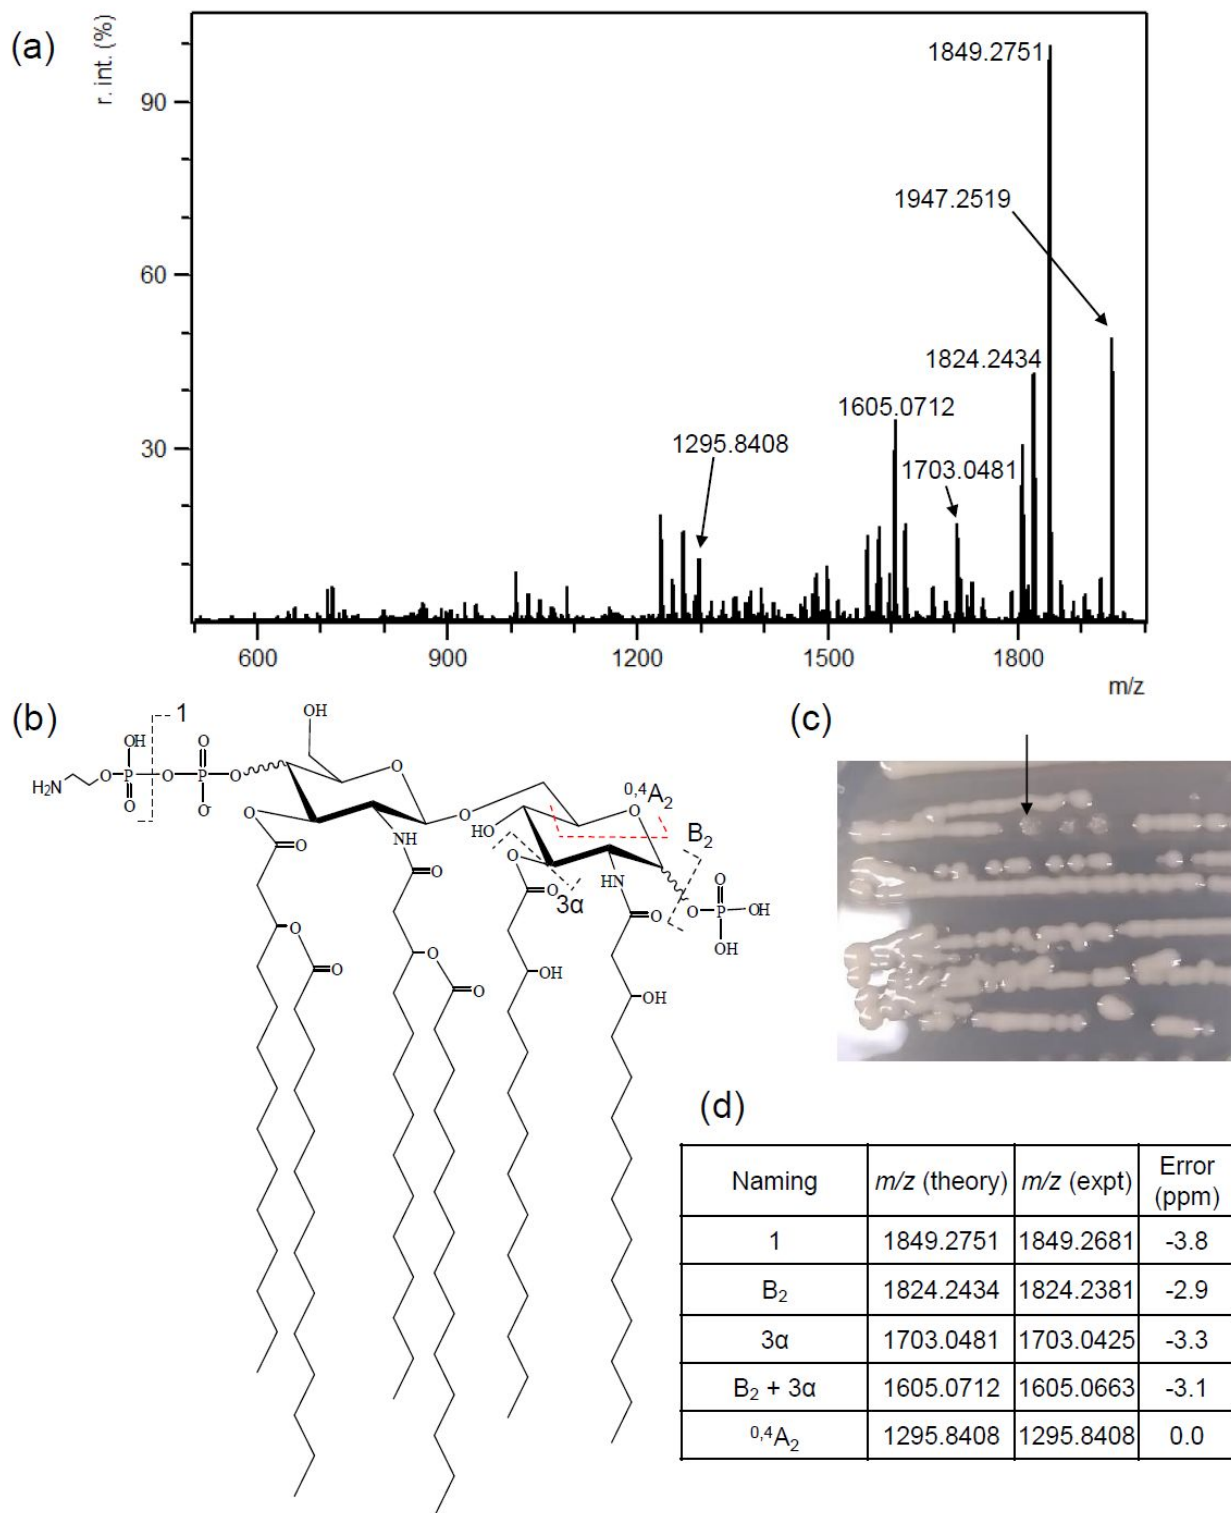 (a)
r. int. (%)
90
60
30
1849.2751
1947.2519
1824.2434
1605.0712
1295.8408
1703.0481
600 900 1200 1500 1800
m/z
(b)
1
OH
OH O
H₂N O P O P O
O O⁻
O
O
O
NH
O
O
O
O
O
O
HO
O
⁰,⁴A₂
O
B₂
O
O
3α
HN
O
O
O P OH
OH
OH
OH
(c)
(d)
Naming m/z (theory) m/z (expt) Error (ppm)
1 1849.2751 1849.2681 -3.8
B₂ 1824.2434 1824.2381 -2.9
3α 1703.0481 1703.0425 -3.3
B₂ + 3α 1605.0712 1605.0663 -3.1
⁰,⁴A₂ 1295.8408 1295.8408 0.0